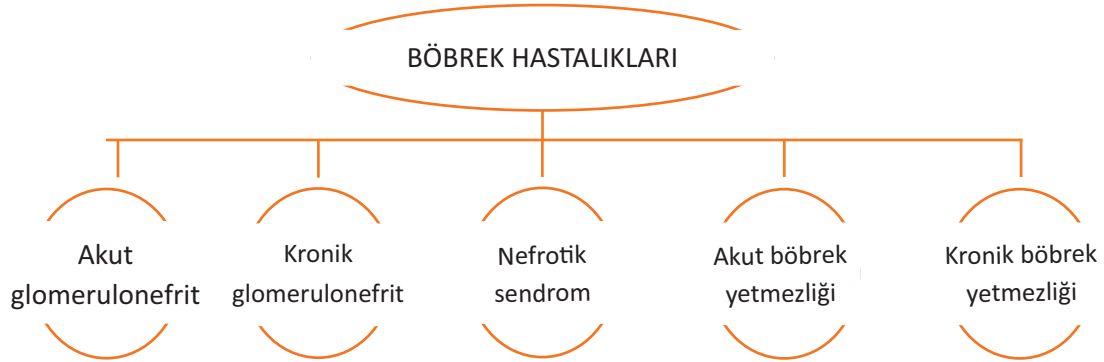 BÖBREK HASTALIKLARI
Akut
glomerulonefrit
Kronik
glomerulonefrit
Nefrotik
sendrom
Akut böbrek
yetmezliği
Kronik böbrek
yetmezliği